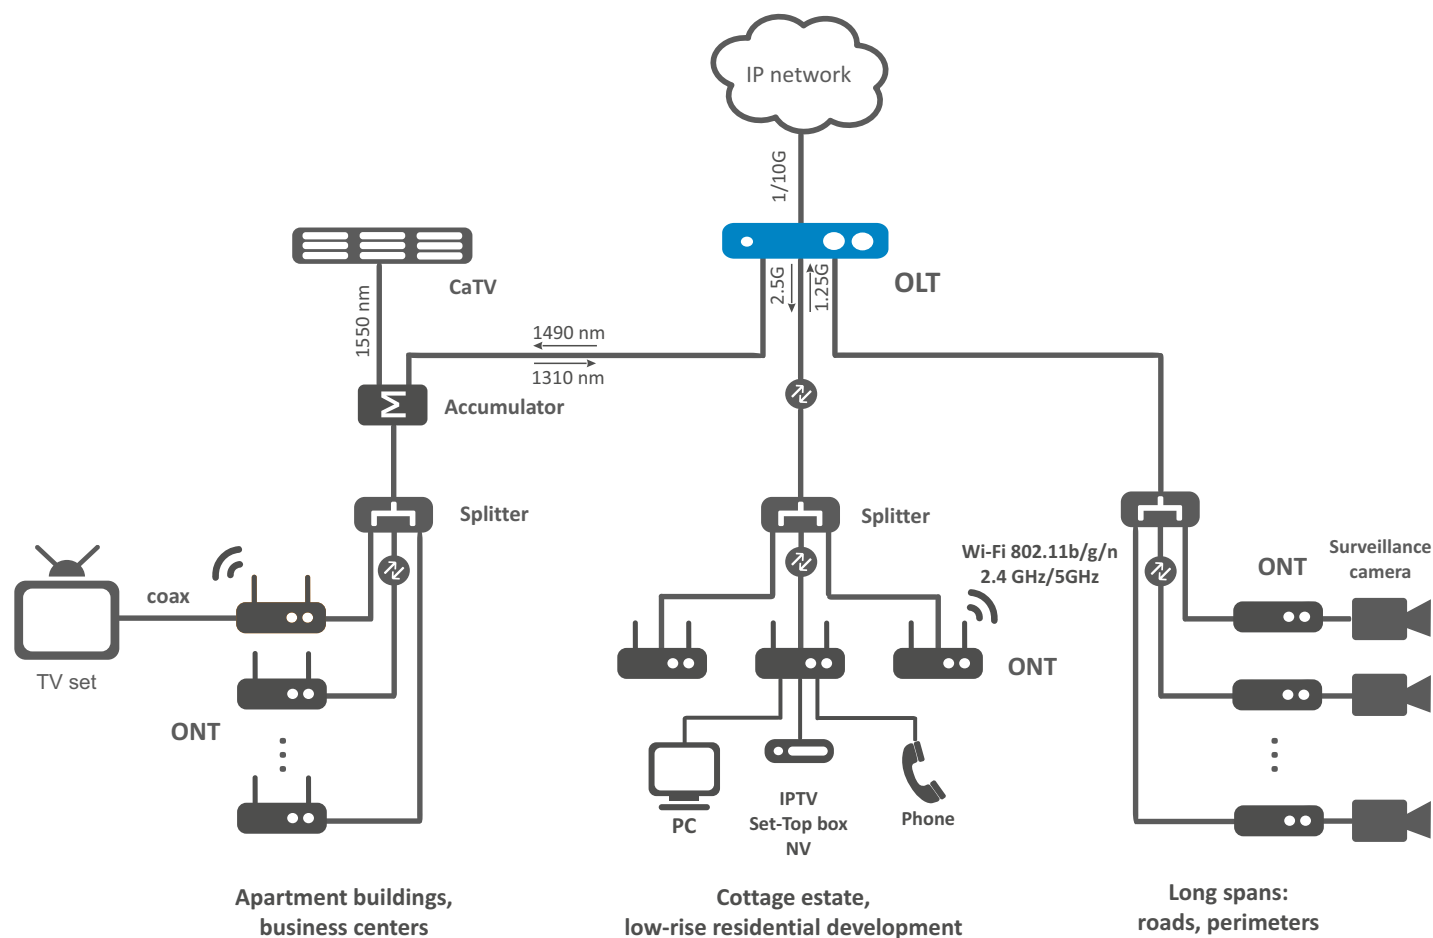 IP network
1/10G
CaTV
OLT
2.5G
1.25G
1550 nm
1490 nm
1310 nm
M
Accumulator
Splitter
Splitter
Wi-Fi 802.11b/g/n
2.4 GHz/5GHz
ONT
Surveillance
camera
coax
TV set
ONT
ONT
PC
IPTV
Set-Top box
NV
Phone
Apartment buildings,
business centers
Cottage estate,
low-rise residential development
Long spans:
roads, perimeters